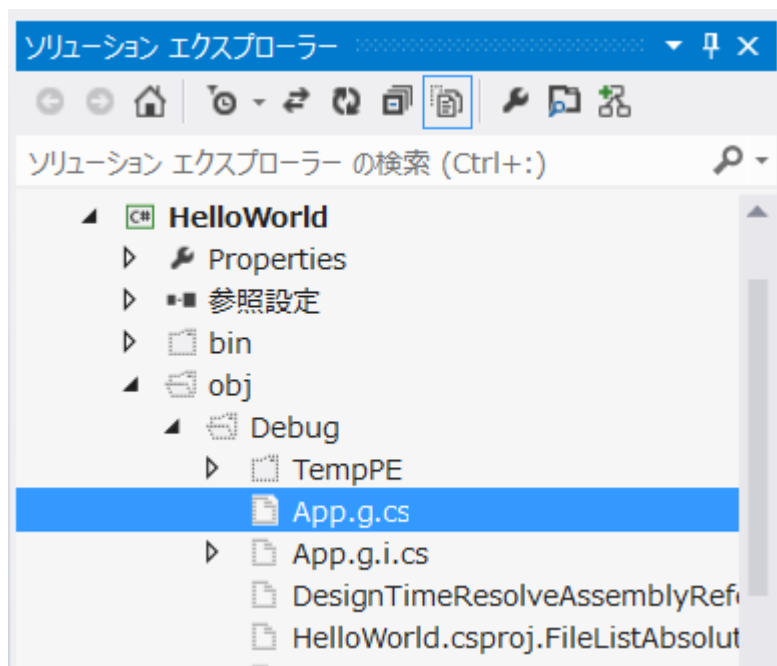 ソリューション エクスプローラー
ソリューション エクスプローラー の検索 (Ctrl+:)
C# HelloWorld
Properties
参照設定
bin
obj
Debug
TempPE
App.g.cs
App.g.i.cs
DesignTimeResolveAssemblyRefe
HelloWorld.csproj.FileListAbsolut